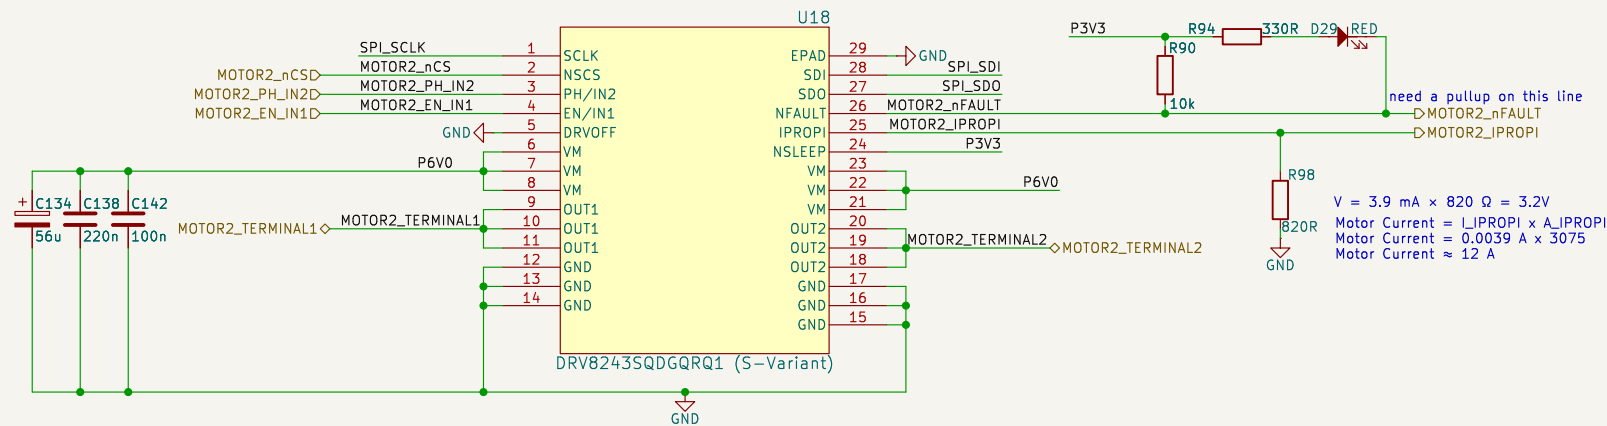 U18
P3V3
R94
330R
D29
RED
SPI_SCLK
1
SCLK
EPAD
29
GND
R90
MOTOR2_nCS
MOTOR2_nCS
2
NSCS
SDI
28
SPI_SDI
MOTOR2_PH_IN2
MOTOR2_PH_IN2
3
PH/IN2
SDO
27
SPI_SDO
need a pullup on this line
MOTOR2_EN_IN1
MOTOR2_EN_IN1
4
EN/IN1
NFAULT
26
MOTOR2_nFAULT
10k
MOTOR2_nFAULT
GND
5
DRVOFF
IPROPI
25
MOTOR2_IPROPI
MOTOR2_IPROPI
6
VM
NSLEEP
24
P3V3
P6V0
7
VM
VM
23
R98
8
VM
VM
22
P6V0
+
C134
C138
C142
9
OUT1
VM
21
V = 3.9 mA × 820 Ω = 3.2V
MOTOR2_TERMINAL1
MOTOR2_TERMINAL1
10
OUT1
OUT2
20
820R
Motor Current = I_IPROPI x A_IPROPI
56u
220n
100n
11
OUT1
OUT2
19
MOTOR2_TERMINAL2
MOTOR2_TERMINAL2
Motor Current = 0.0039 A x 3075
12
GND
OUT2
18
GND
Motor Current ≈ 12 A
13
GND
GND
17
14
GND
GND
16
GND
15
DRV8243SQDGQRQ1 (S-Variant)
GND